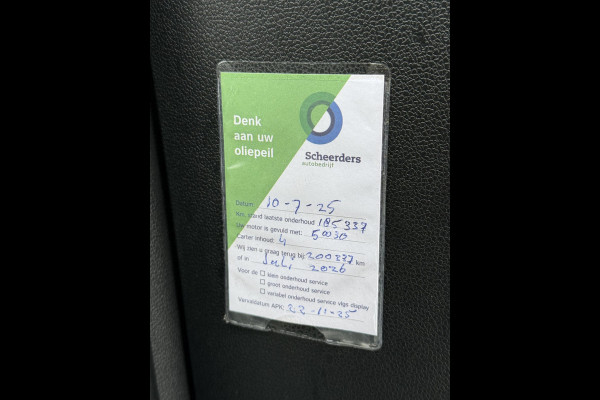 Denk
aan uw
oliepeil
Scheerders
autobedrijf
Datum: 10-7-25
Km. stand laatste onderhoud: 185337
Uw motor is gevuld met: 5W30
Carter inhoud: 4
Wij zien u graag terug bij: 200337 km
of in Juli 2026
Voor de ☐ klein onderhoud service
☐ groot onderhoud service
☐ variabel onderhoud service vlgs display
Vervaldatum APK: 22-11-25